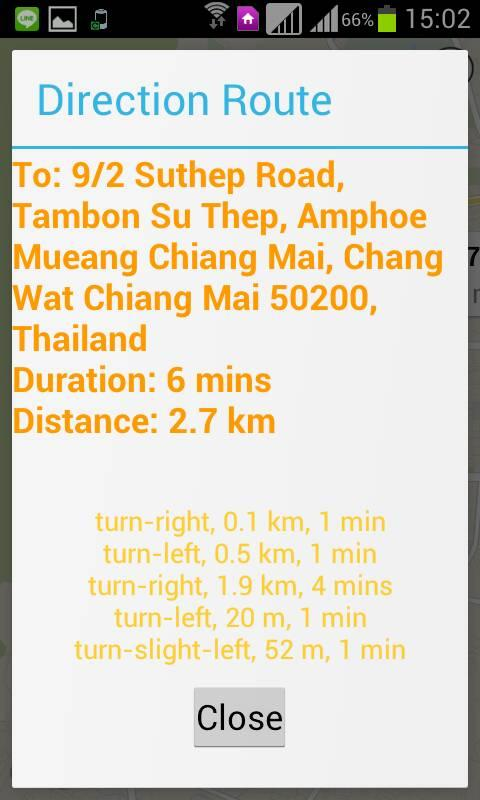 LINE
66%
15:02
Direction Route
To: 9/2 Suthep Road,
Tambon Su Thep, Amphoe
Mueang Chiang Mai, Chang
Wat Chiang Mai 50200,
Thailand
Duration: 6 mins
Distance: 2.7 km
turn-right, 0.1 km, 1 min
turn-left, 0.5 km, 1 min
turn-right, 1.9 km, 4 mins
turn-left, 20 m, 1 min
turn-slight-left, 52 m, 1 min
Close